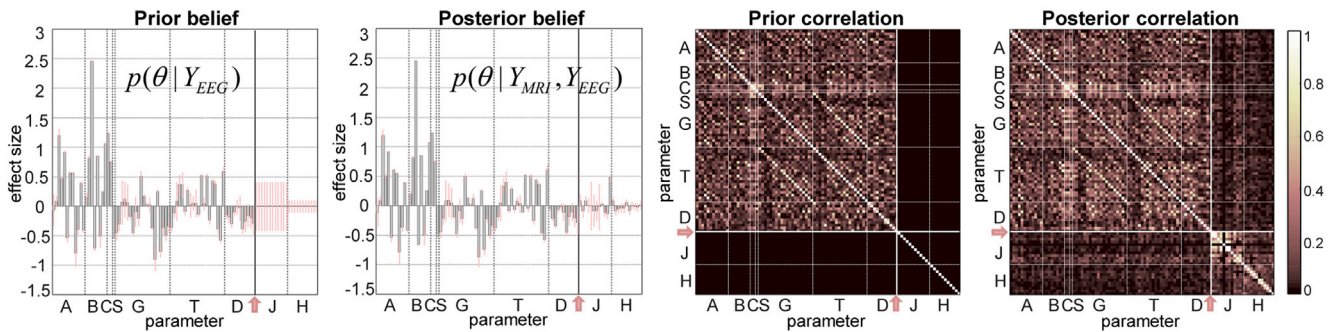 Prior belief
Posterior belief
Prior correlation
Posterior correlation
3
2.5
2
1.5
1
0.5
0
-0.5
-1
-1.5
effect size
p(θ | Y_EEG)
A B C S G T D J H
parameter
3
2.5
2
1.5
1
0.5
0
-0.5
-1
-1.5
effect size
p(θ | Y_MRI, Y_EEG)
A B C S G T D J H
parameter
A
B
C
S
G
T
D
J
H
parameter
A B C S G T D J H
parameter
A
B
C
S
G
T
D
J
H
parameter
A B C S G T D J H
parameter
1
0.8
0.6
0.4
0.2
0